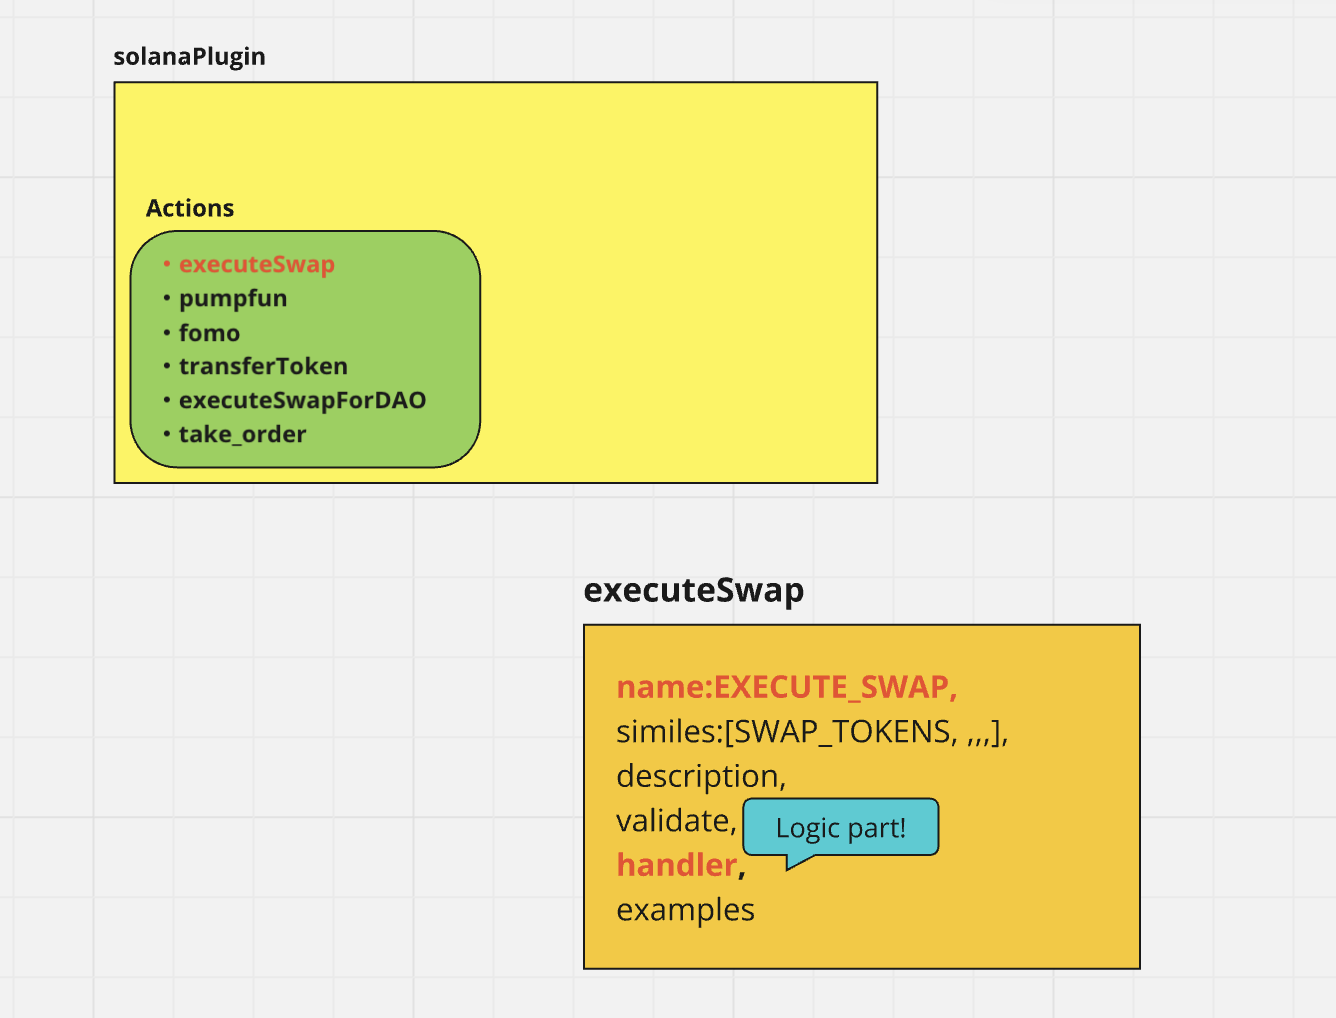 solanaPlugin
Actions
• executeSwap
• pumpfun
• fomo
• transferToken
• executeSwapForDAO
• take_order
executeSwap
name:EXECUTE_SWAP,
similes:[SWAP_TOKENS, ,,,],
description,
validate,
Logic part!
handler,
examples